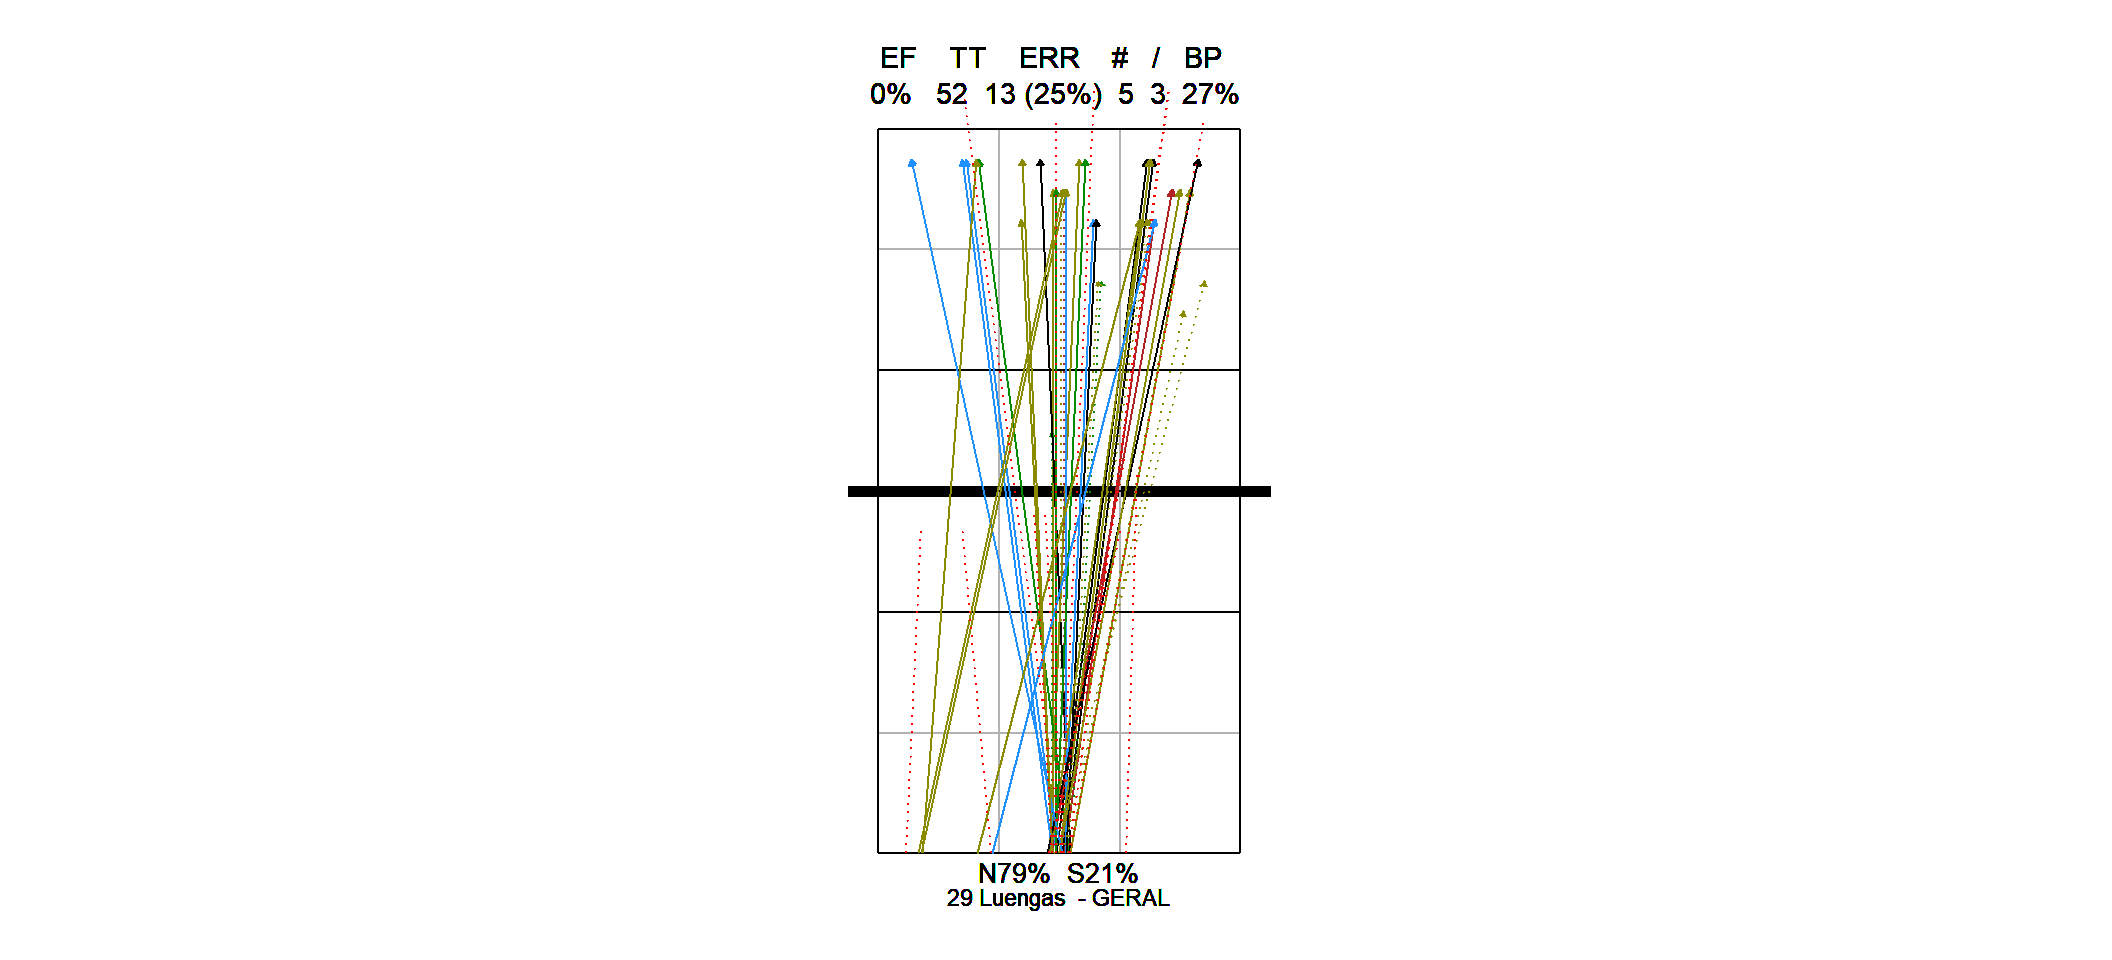 EF TT ERR # / BP
0% 52 13 (25%) 5 3 27%
N79% S21%
29 Luengas - GERAL